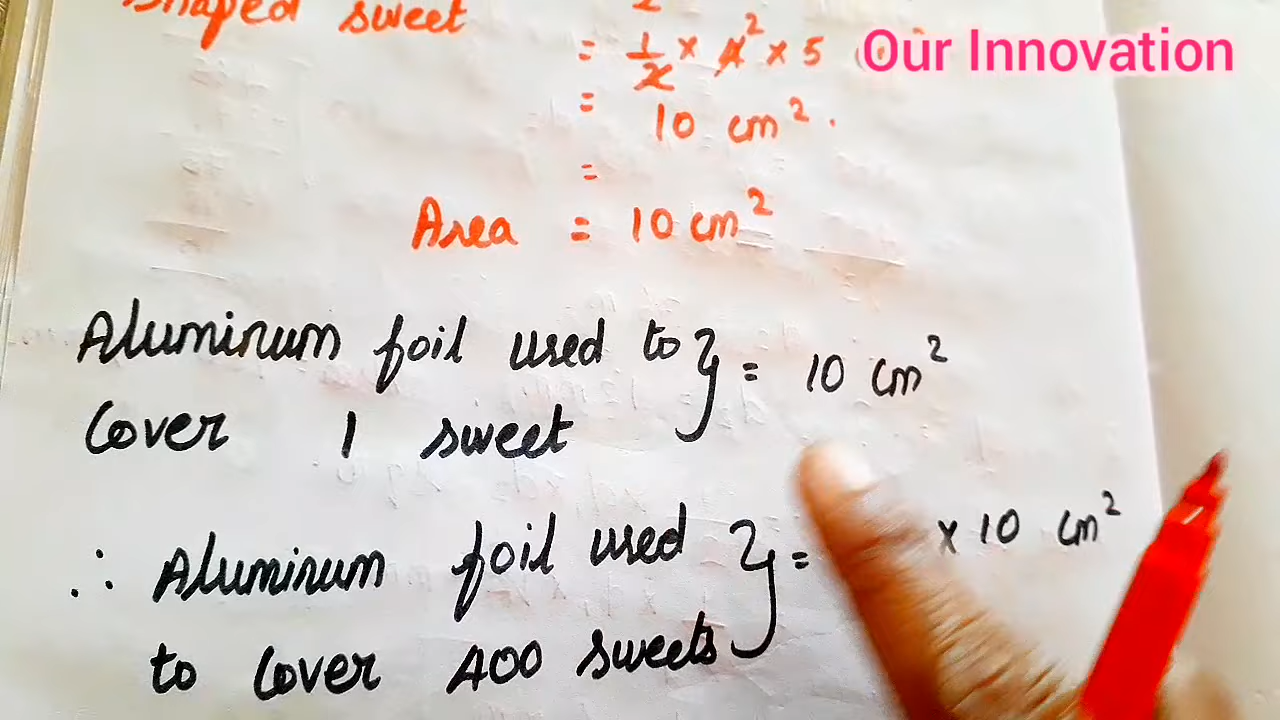 shaped sweet
= 1/2 x 4² x 5
Our Innovation
= 10 cm².
=
Area = 10 cm²
Aluminum foil used to } = 10 cm²
Cover 1 sweet
∴ Aluminum foil used } = x 10 cm²
to Cover 400 sweets